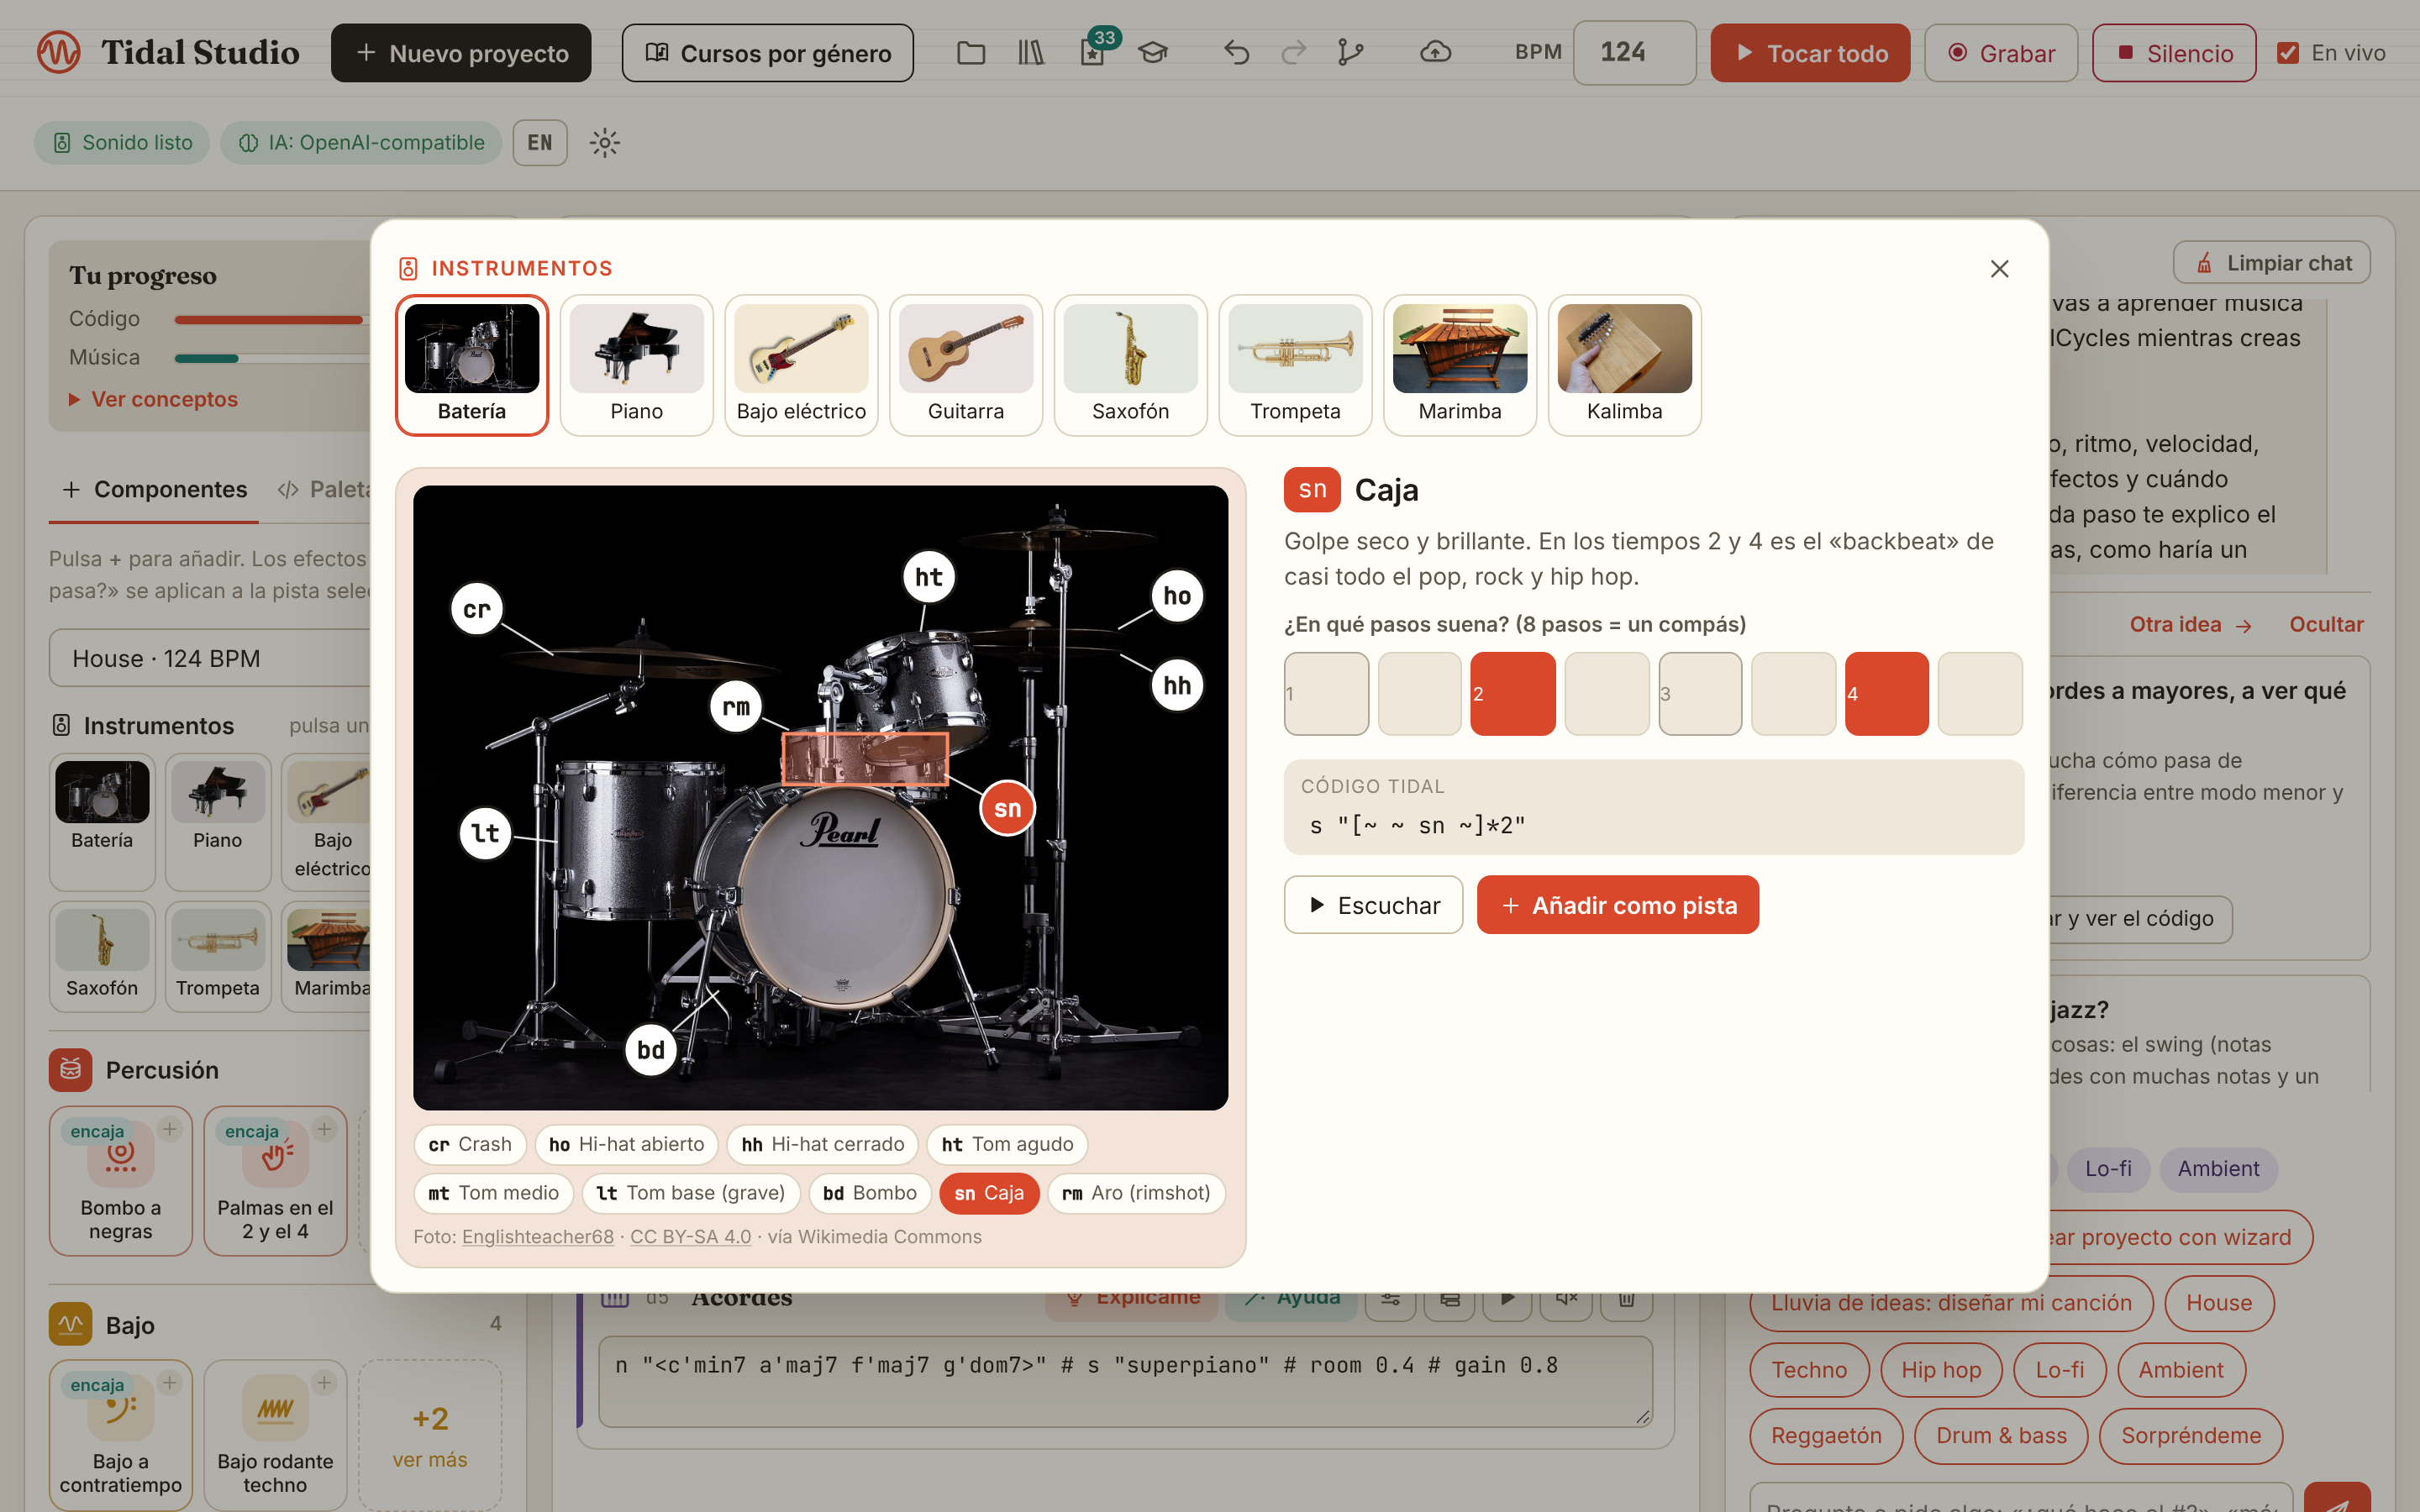 Tidal Studio
Nuevo proyecto
Cursos por género
33
BPM
124
Tocar todo
Grabar
Silencio
En vivo
Sonido listo
IA: OpenAI-compatible
EN
Tu progreso
Código
Música
Ver conceptos
+ Componentes
</> Paleta
Pulsa + para añadir. Los efectos
pasa?» se aplican a la pista
House · 124 BPM
Instrumentos
pulsa un
Batería
Piano
Bajo
eléctrico
Saxofón
Trompeta
Marimba
Percusión
encaja
Bombo a
negras
encaja
Palmas en el
2 y el 4
Bajo
4
encaja
Bajo a
contratiempo
Bajo rodante
techno
+2
ver más
INSTRUMENTOS
Batería
Piano
Bajo eléctrico
Guitarra
Saxofón
Trompeta
Marimba
Kalimba
cr
ht
ho
hh
rm
sn
lt
bd
Pearl
cr Crash
ho Hi-hat abierto
hh Hi-hat cerrado
ht Tom agudo
mt Tom medio
lt Tom base (grave)
bd Bombo
sn Caja
rm Aro (rimshot)
Foto: Englishteacher68 · CC BY-SA 4.0 · vía Wikimedia Commons
sn Caja
Golpe seco y brillante. En los tiempos 2 y 4 es el «backbeat» de
casi todo el pop, rock y hip hop.
¿En qué pasos suena? (8 pasos = un compás)
1 2 3 4
CÓDIGO TIDAL
s "[~ ~ sn ~]*2"
Escuchar
+ Añadir como pista
d5 Acordes
Explícame
Ayuda
n "<c'min7 a'maj7 f'maj7 g'dom7>" # s "superpiano" # room 0.4 # gain 0.8
Limpiar chat
vas a aprender música
lCycles mientras creas
o, ritmo, velocidad,
fectos y cuándo
da paso te explico el
as, como haría un
Otra idea →
Ocultar
ordes a mayores, a ver qué
ucha cómo pasa de
iferencia entre modo menor y
ar y ver el código
jazz?
cosas: el swing (notas
des con muchas notas y un
Lo-fi
Ambient
ear proyecto con wizard
Lluvia de ideas: diseñar mi canción
House
Techno
Hip hop
Lo-fi
Ambient
Reggaetón
Drum & bass
Sorpréndeme